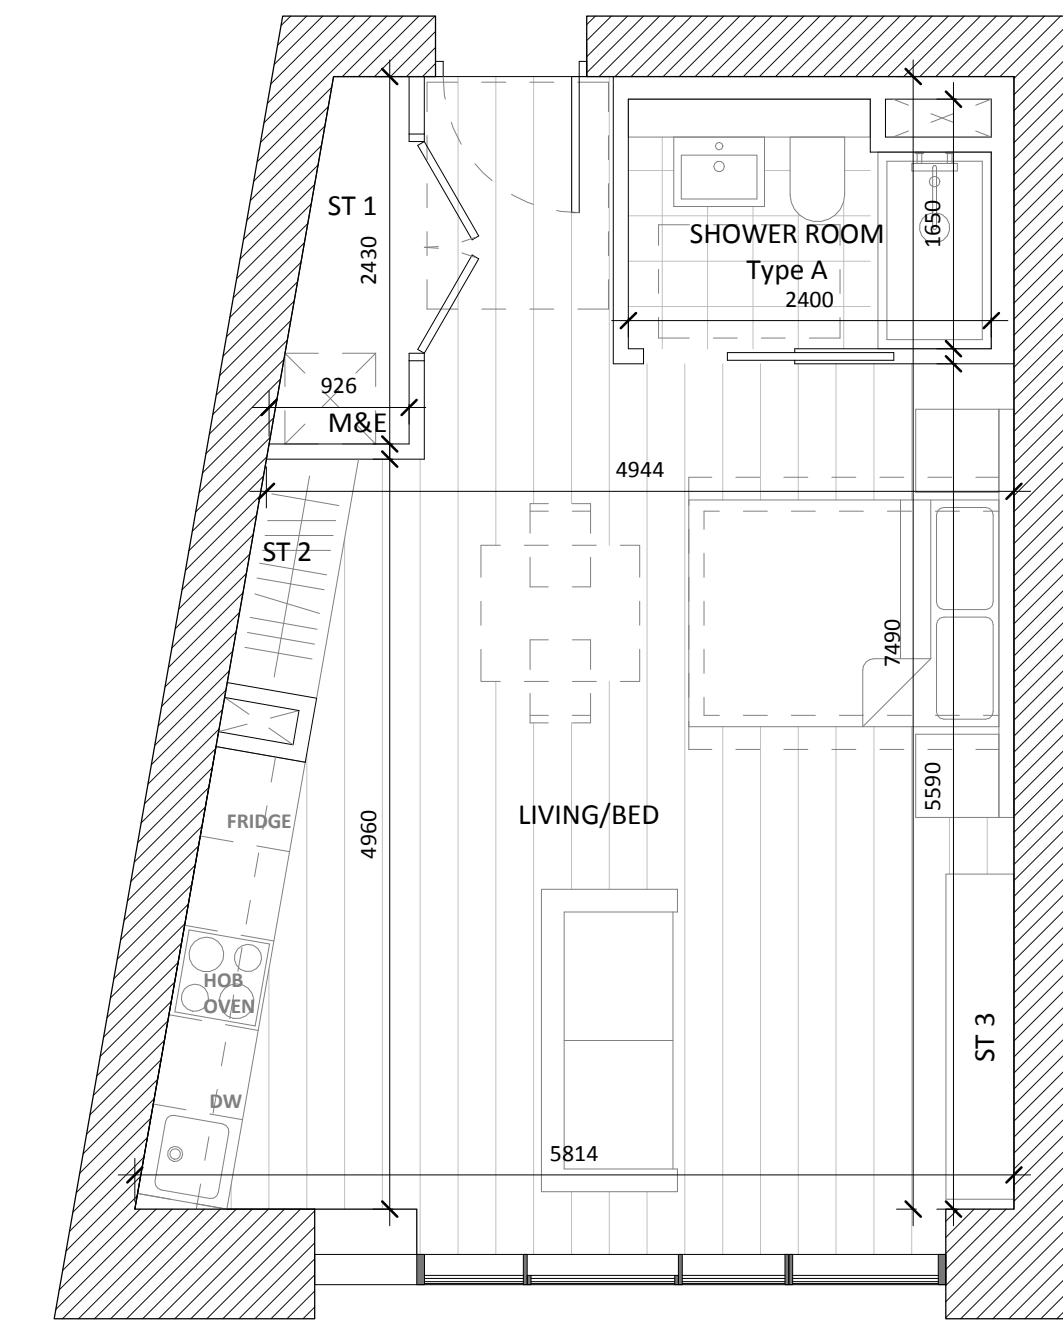 ST 1
2430
SHOWER ROOM
Type A
2400
1650
926
M&E
4944
ST 2
7490
5590
FRIDGE
4960
LIVING/BED
HOB
OVEN
ST 3
DW
5814